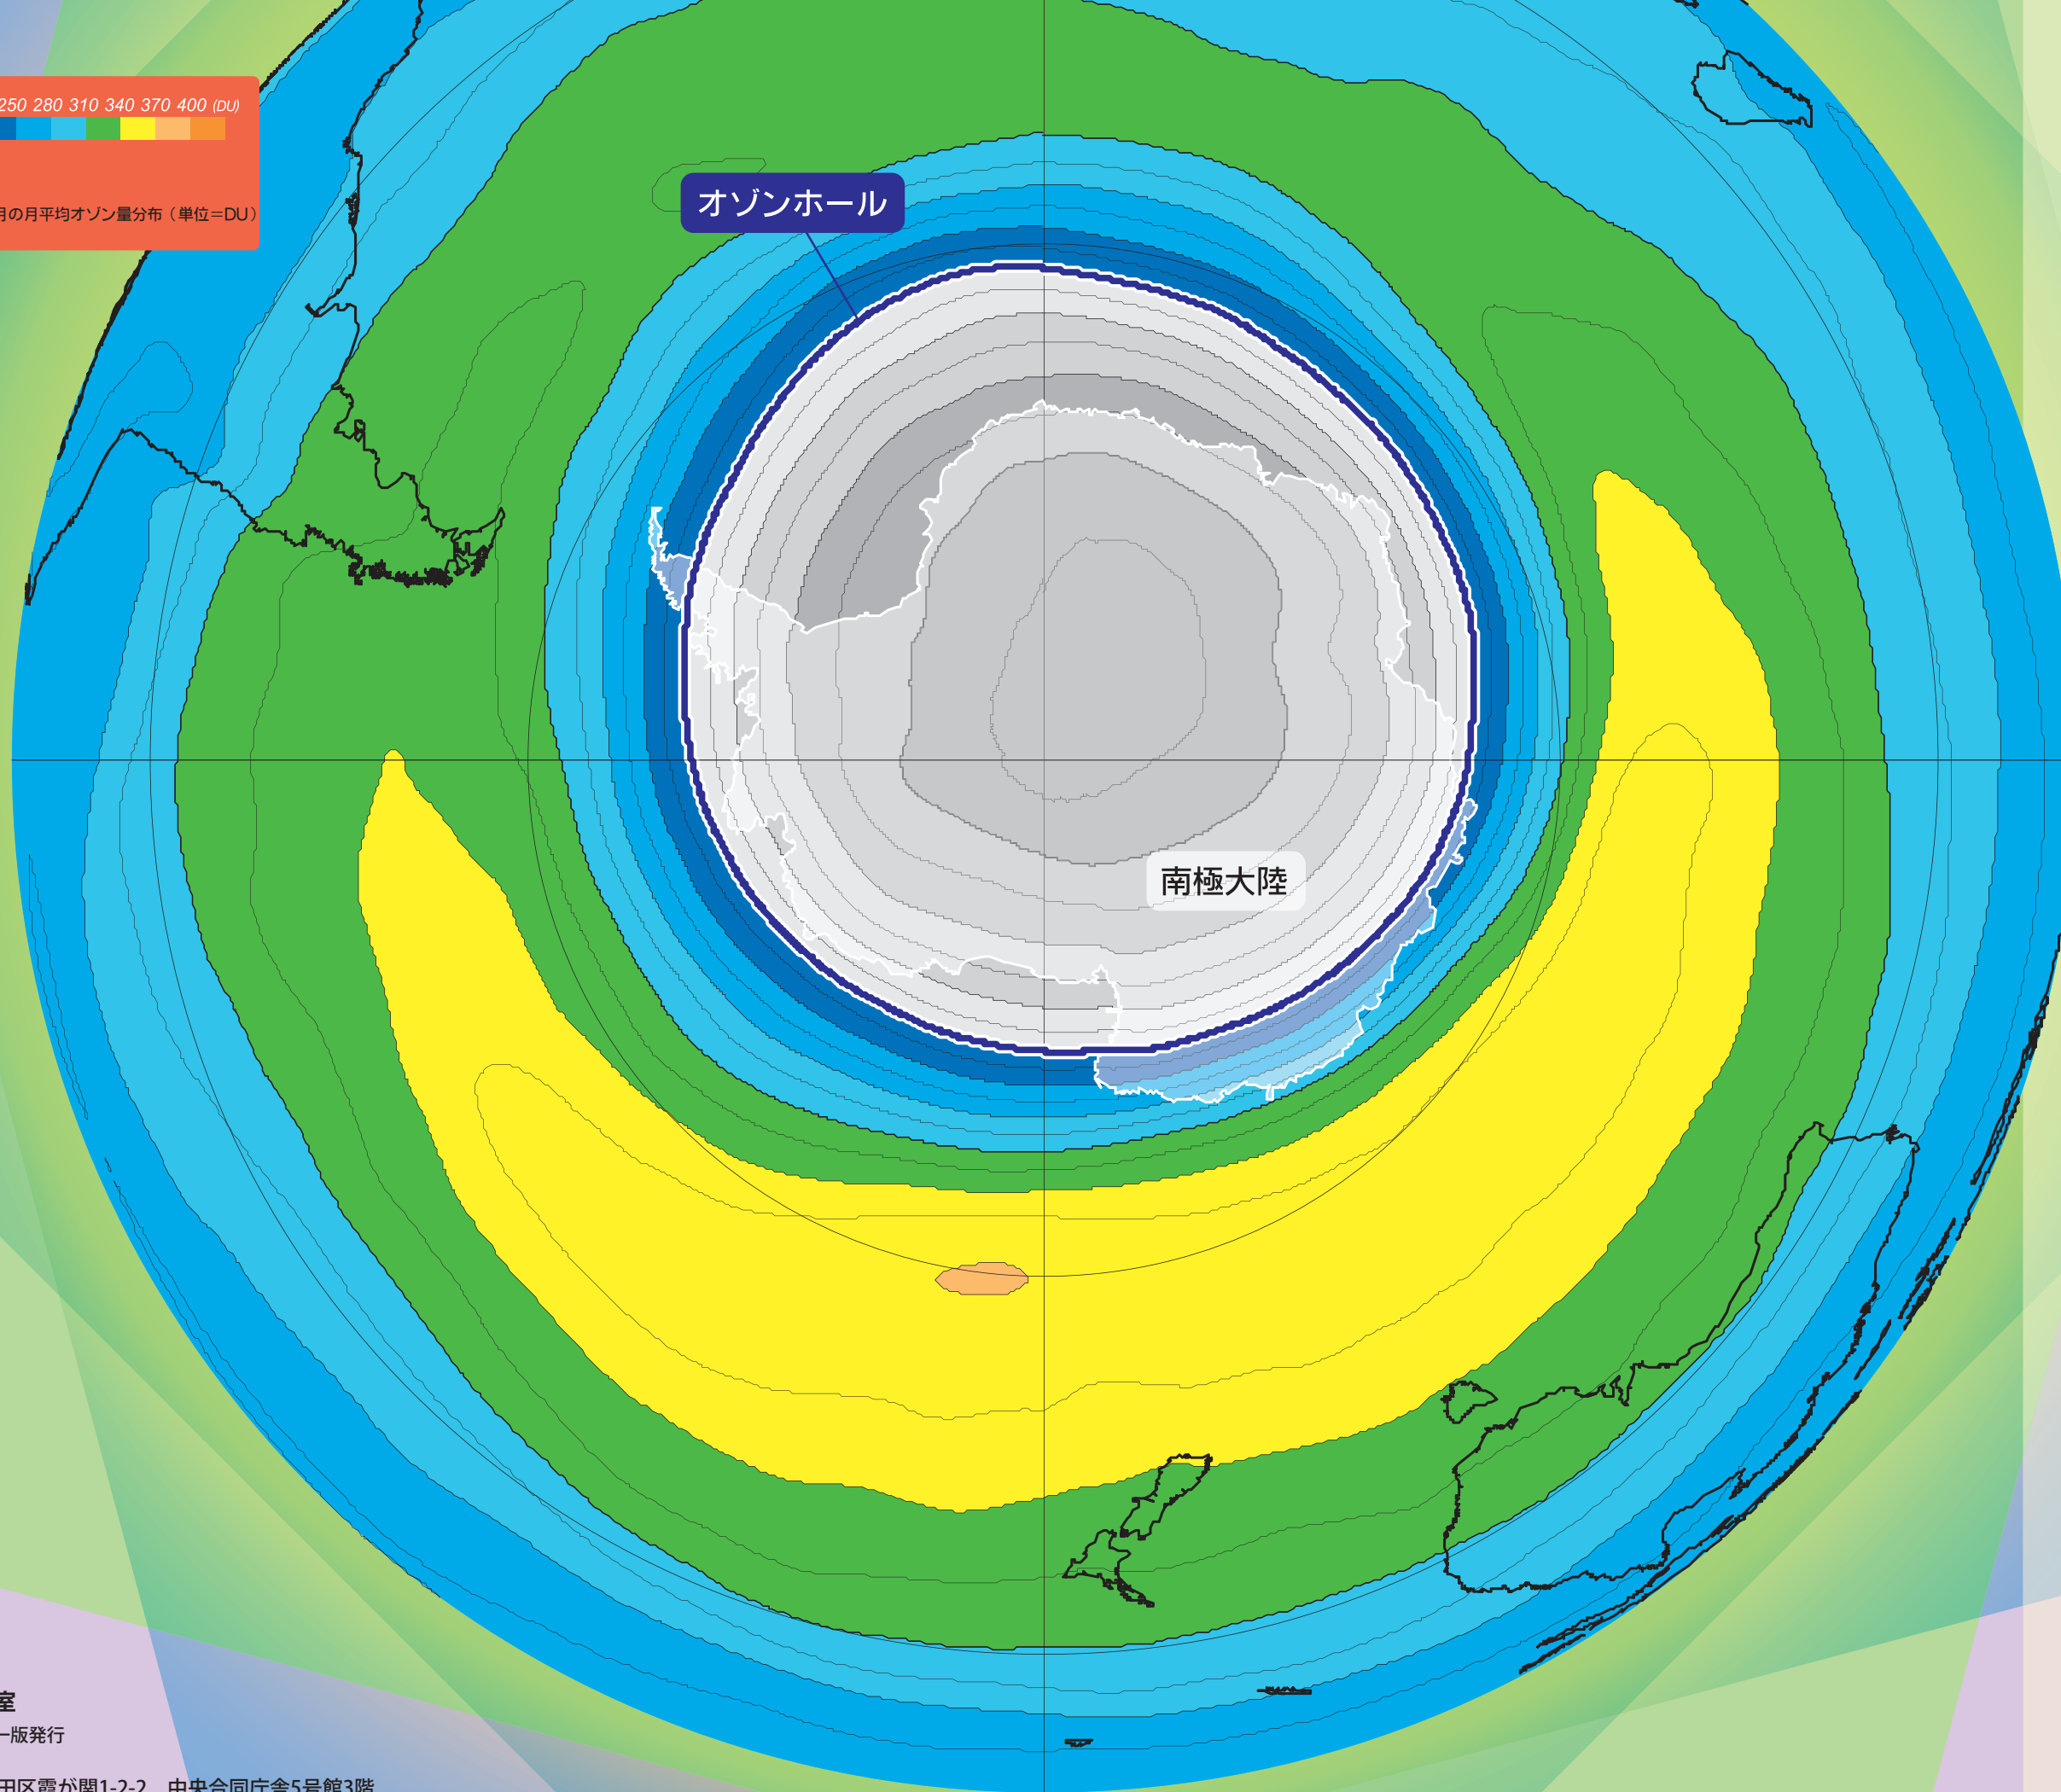 250 280 310 340 370 400 (DU)
月の月平均オゾン量分布（単位＝DU）
オゾンホール
南極大陸
室
一版発行
田区霞が関1-2-2　中央合同庁舎5号館3階